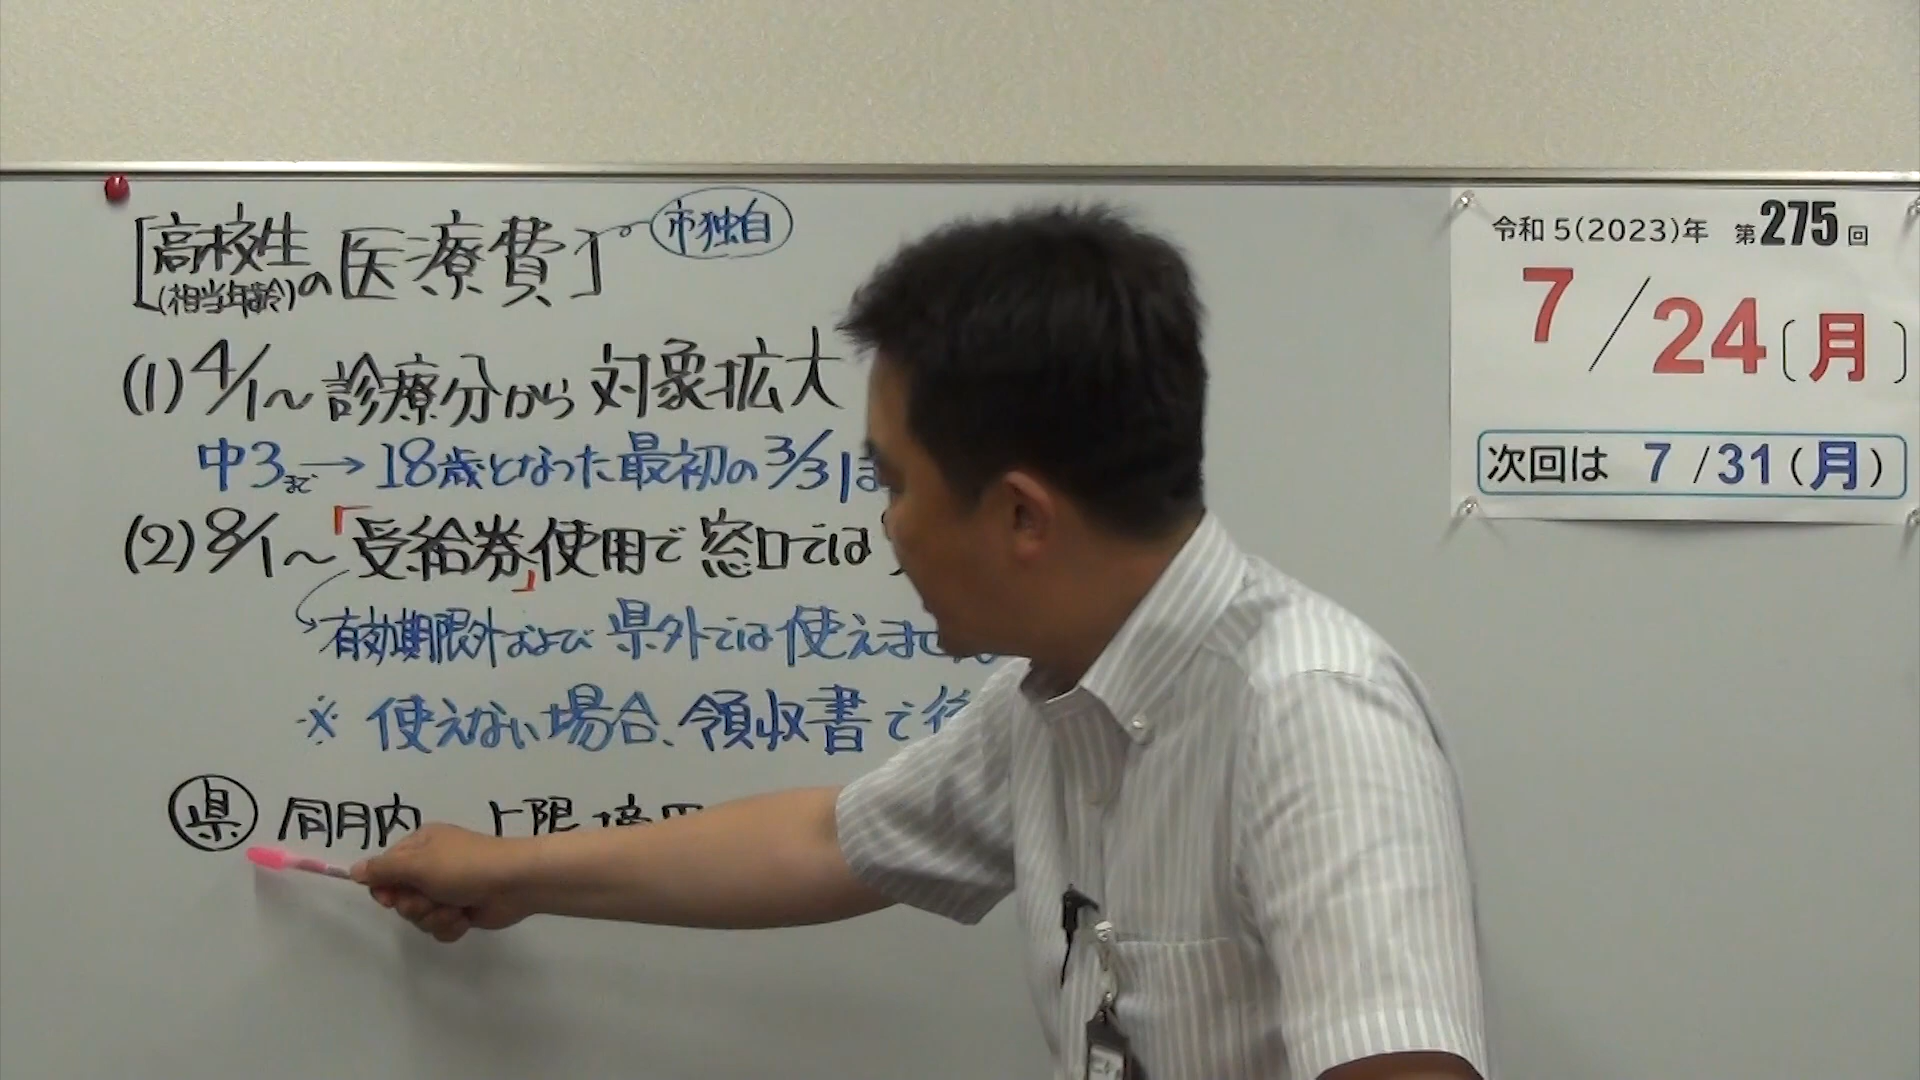 [高校生(相当年齢)の医療費] 市独自
(1) 4/1～診療分から対象拡大
中3まで→18歳となった最初の3/31ま
(2) 8/1～「受給券」使用で窓口では
有効期限外および県外では使えません
※使えない場合、領収書で後
県 同月内 上限
令和5(2023)年 第275回
7/24〔月〕
次回は 7/31(月)